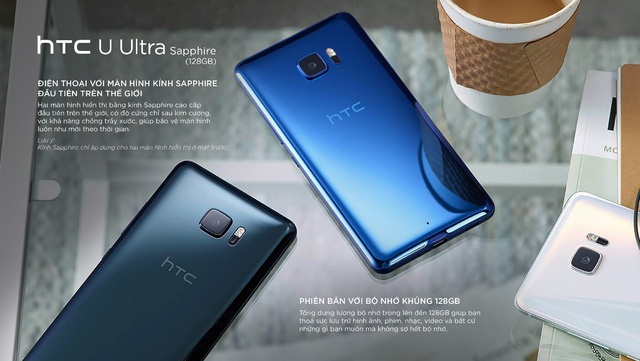 hTC U Ultra Sapphire
(128GB)
ĐIỆN THOẠI VỚI MÀN HÌNH KÍNH SAPPHIRE
ĐẦU TIÊN TRÊN THẾ GIỚI
Hai màn hình hiển thị bằng kính Sapphire cao cấp
đầu tiên trên thế giới, có độ cứng chỉ sau kim cương,
với khả năng chống trầy xước, giúp bảo vệ màn hình
luôn như mới theo thời gian.
Lưu ý:
Kính Sapphire chỉ áp dụng cho hai màn hình hiển thị ở mặt trước.
hTC
hTC
PHIÊN BẢN VỚI BỘ NHỚ KHỦNG 128GB
Tổng dung lượng bộ nhớ trong lên đến 128GB giúp bạn
thoả sức lưu trữ hình ảnh, phim, nhạc, video và bất cứ
những gì bạn muốn mà không sợ hết bộ nhớ.